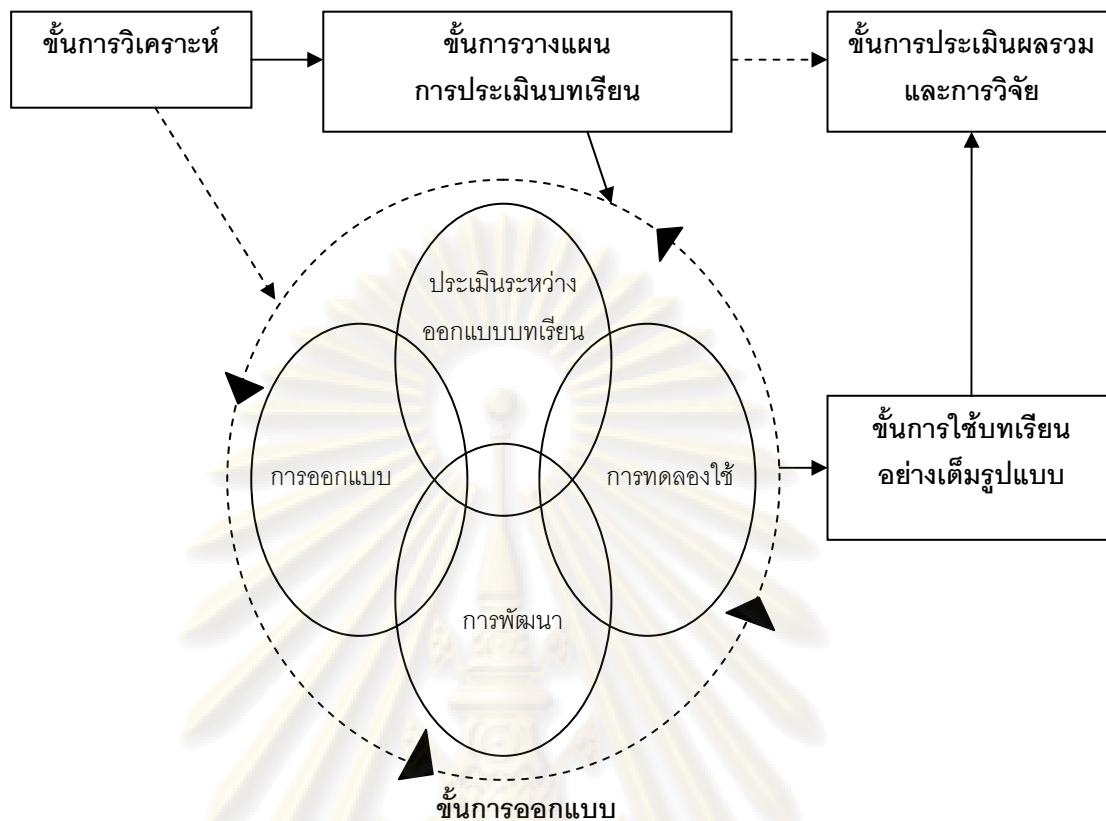 ขั้นการวิเคราะห์
ขั้นการวางแผน
การประเมินบทเรียน
ขั้นการประเมินผลรวม
และการวิจัย
ประเมินระหว่าง
ออกแบบบทเรียน
การออกแบบ
การทดลองใช้
ขั้นการใช้บทเรียน
อย่างเต็มรูปแบบ
การพัฒนา
ขั้นการออกแบบ